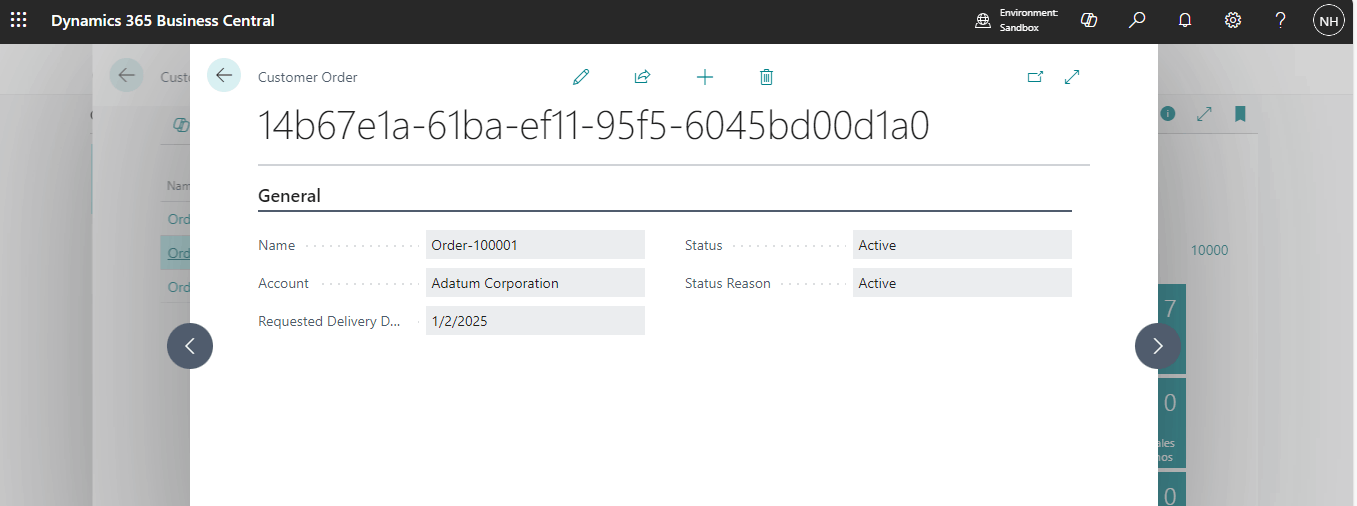 Dynamics 365 Business Central
Environment:
Sandbox
NH
Customer Order
14b67e1a-61ba-ef11-95f5-6045bd00d1a0
General
Name
Order-100001
Status
Active
Account
Adatum Corporation
Status Reason
Active
Requested Delivery D...
1/2/2025
Custo
Nam
Ord
Ord
Ord
10000
7
0
ales
0